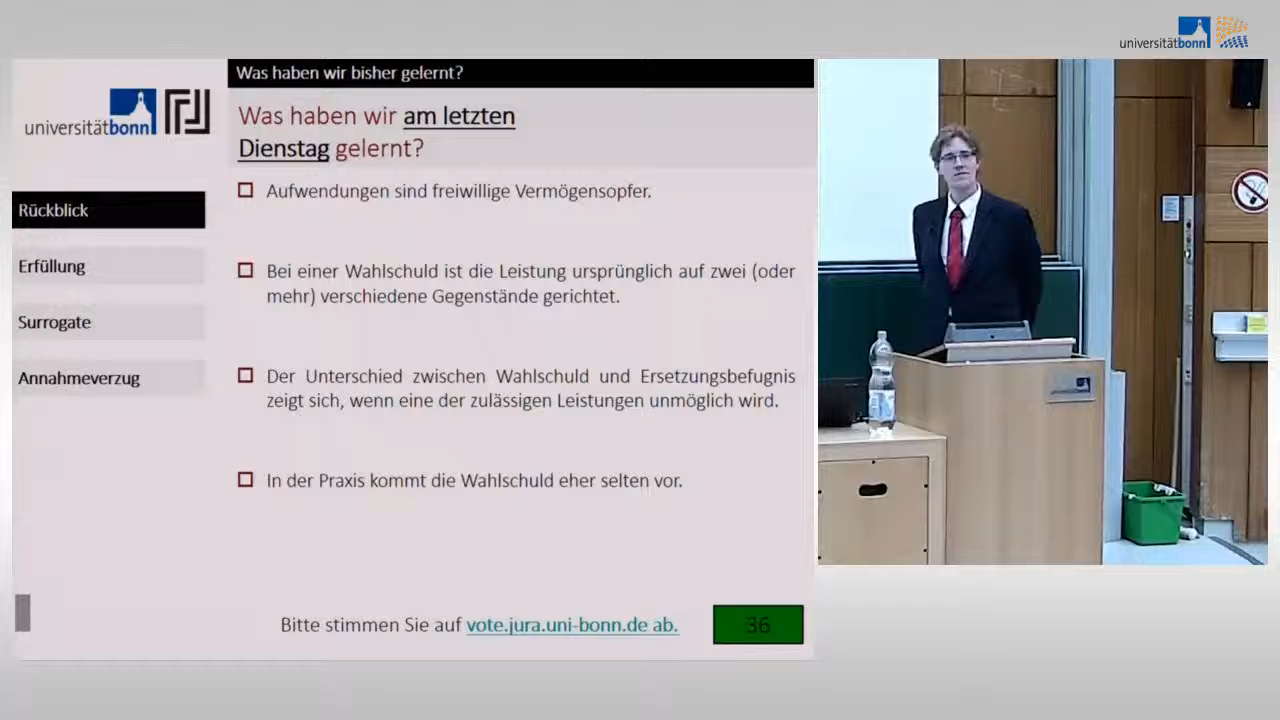 universitätbonn
Was haben wir bisher gelernt?
universitätbonn
Was haben wir am letzten
Dienstag gelernt?
Rückblick
Erfüllung
Surrogate
Annahmeverzug
Aufwendungen sind freiwillige Vermögensopfer.
Bei einer Wahlschuld ist die Leistung ursprünglich auf zwei (oder
mehr) verschiedene Gegenstände gerichtet.
Der Unterschied zwischen Wahlschuld und Ersetzungsbefugnis
zeigt sich, wenn eine der zulässigen Leistungen unmöglich wird.
In der Praxis kommt die Wahlschuld eher selten vor.
Bitte stimmen Sie auf vote.jura.uni-bonn.de ab.
36